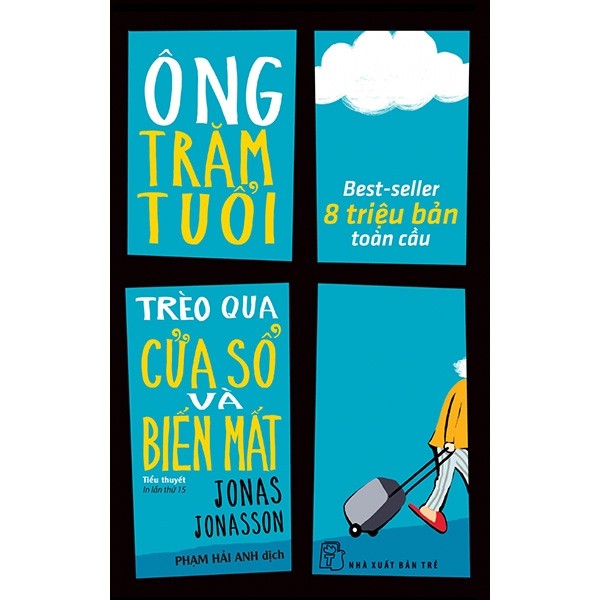 ÔNG
TRĂM
TUỔI
Best-seller
8 triệu bản
toàn cầu
TRÈO QUA
CỬA SỔ
VÀ
BIẾN MẤT
Tiểu thuyết
In lần thứ 15
JONAS
JONASSON
PHẠM HẢI ANH dịch
NHÀ XUẤT BẢN TRẺ